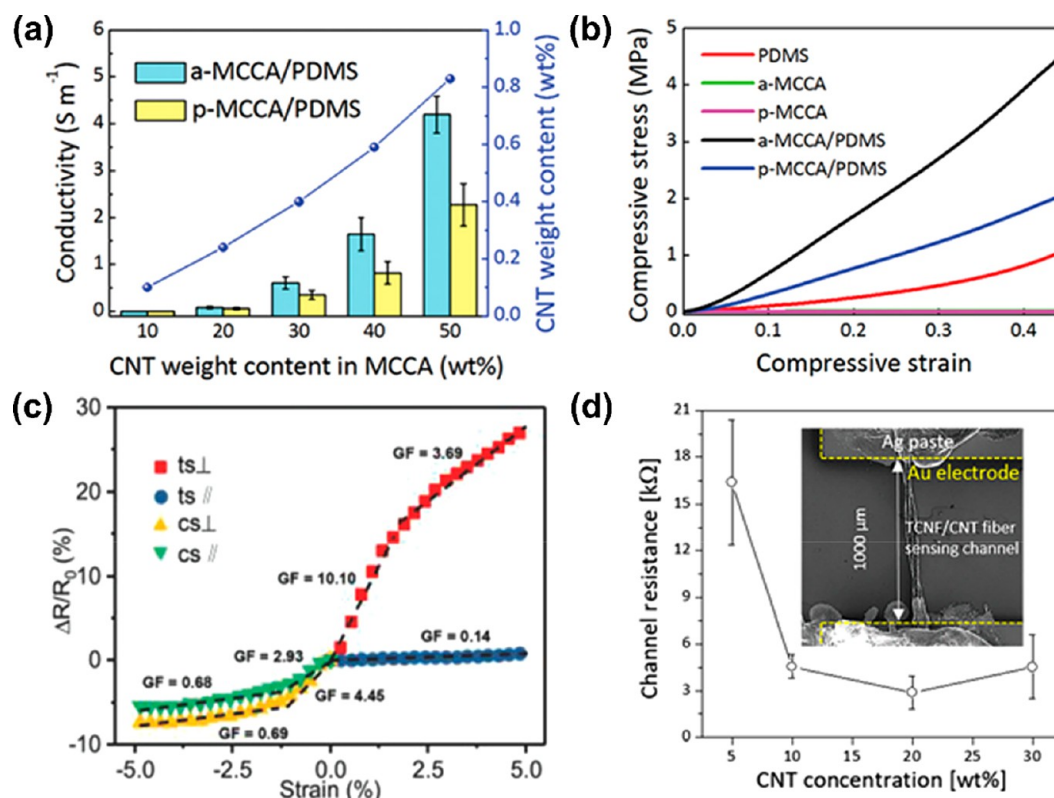 (a)
6
5
4
3
2
1
0
Conductivity (S m⁻¹)
a-MCCA/PDMS
p-MCCA/PDMS
1.0
0.8
0.6
0.4
0.2
0.0
CNT weight content (wt%)
10 20 30 40 50
CNT weight content in MCCA (wt%)
(b)
5
4
3
2
1
0
Compressive stress (MPa)
PDMS
a-MCCA
p-MCCA
a-MCCA/PDMS
p-MCCA/PDMS
0.0 0.1 0.2 0.3 0.4
Compressive strain
(c)
30
20
10
0
-10
ΔR/R₀ (%)
ts⊥
ts //
cs⊥
cs //
GF = 3.69
GF = 10.10
GF = 0.14
GF = 2.93
GF = 0.68
GF = 4.45
GF = 0.69
-5.0 -2.5 0.0 2.5 5.0
Strain (%)
(d)
21
18
15
12
9
6
3
0
Channel resistance [kΩ]
Ag paste
Au electrode
1000 µm
TCNF/CNT fiber
sensing channel
5 10 15 20 25 30
CNT concentration [wt%]